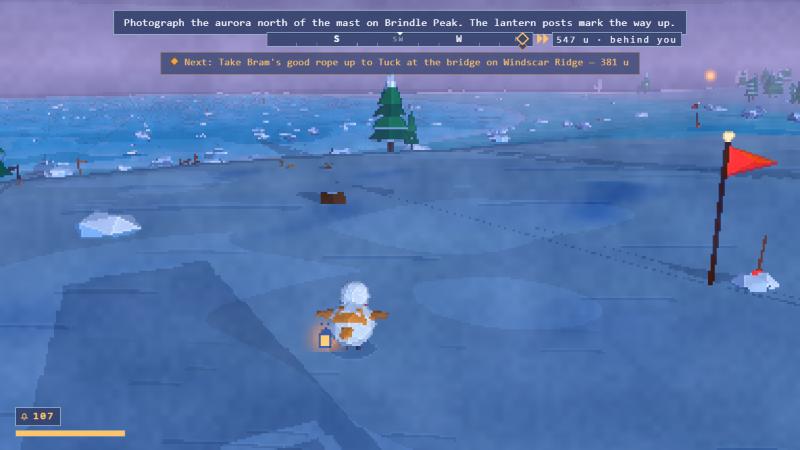 Photograph the aurora north of the mast on Brindle Peak. The lantern posts mark the way up.
S SW W 547 u · behind you
◆ Next: Take Bram's good rope up to Tuck at the bridge on Windscar Ridge — 381 u
107